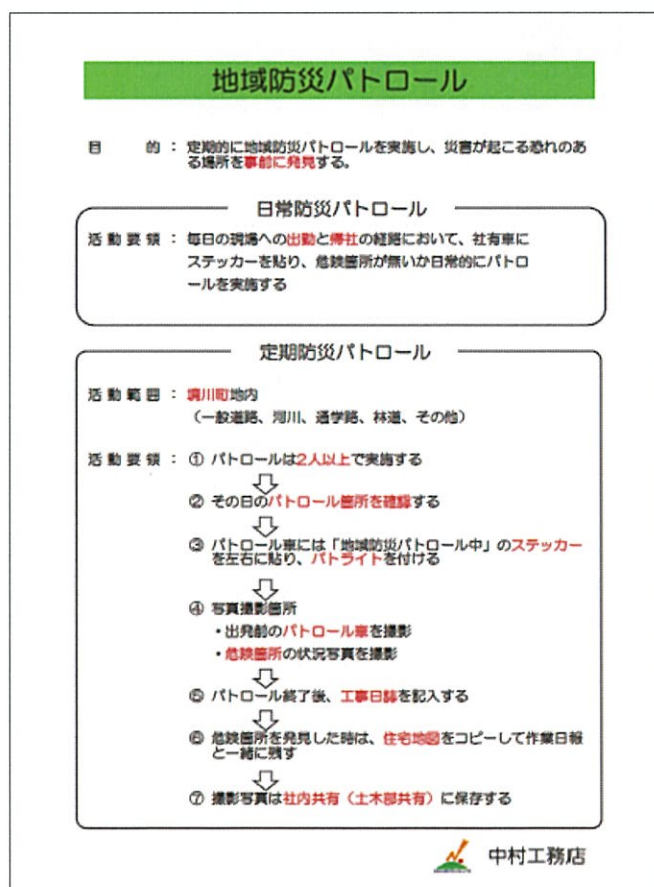 地域防災パトロール
目 的 : 定期的に地域防災パトロールを実施し、災害が起こる恐れのあ
る場所を事前に発見する。
日常防災パトロール
活動要領 : 毎日の現場への出勤と帰社の経路において、社有車に
ステッカーを貼り、危険箇所が無いか日常的にパトロ
ールを実施する
定期防災パトロール
活動範囲 : 境川町地内
（一般道路、河川、通学路、林道、その他）
活動要領 : ① パトロールは2人以上で実施する
② その日のパトロール箇所を確認する
③ パトロール車には「地域防災パトロール中」のステッカー
を左右に貼り、パトライトを付ける
④ 写真撮影箇所
・出発前のパトロール車を撮影
・危険箇所の状況写真を撮影
⑤ パトロール終了後、工事日誌を記入する
⑥ 危険箇所を発見した時は、住宅地図をコピーして作業日報
と一緒に残す
⑦ 撮影写真は社内共有（土木部共有）に保存する
中村工務店